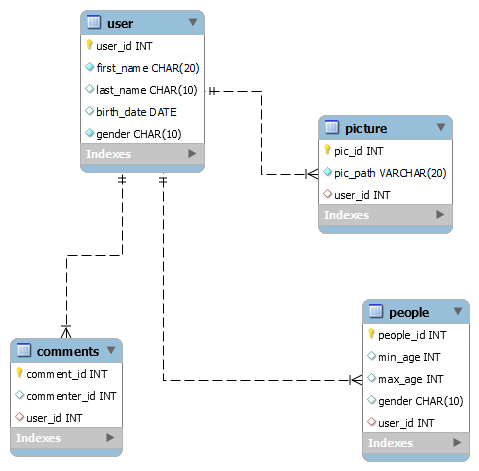 user
user_id INT
first_name CHAR(20)
last_name CHAR(10)
birth_date DATE
gender CHAR(10)
Indexes
picture
pic_id INT
pic_path VARCHAR(20)
user_id INT
Indexes
people
people_id INT
min_age INT
max_age INT
gender CHAR(10)
user_id INT
Indexes
comments
comment_id INT
commenter_id INT
user_id INT
Indexes